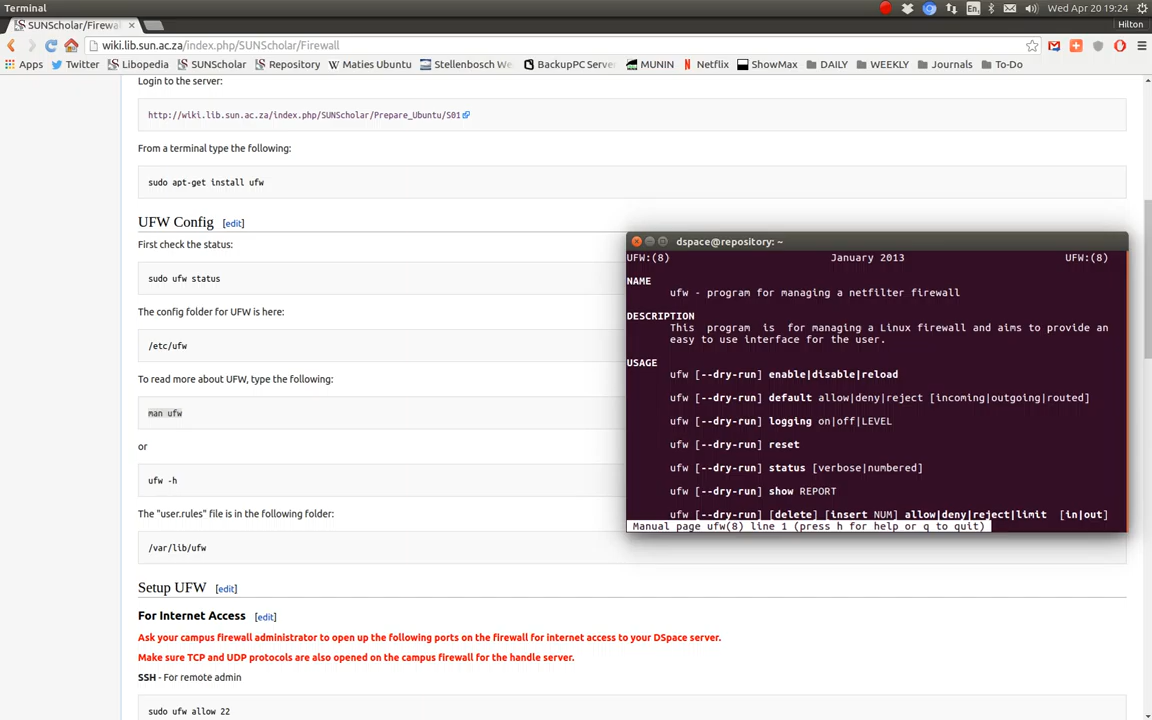 Terminal
En
Wed Apr 20 19:24
SUNScholar/Firewa
Hilton
wiki.lib.sun.ac.za/index.php/SUNScholar/Firewall
Apps Twitter Libopedia SUNScholar Repository Maties Ubuntu Stellenbosch We BackupPC Serve MUNIN Netflix ShowMax DAILY WEEKLY Journals To-Do
Login to the server:
http://wiki.lib.sun.ac.za/index.php/SUNScholar/Prepare_Ubuntu/S01
From a terminal type the following:
sudo apt-get install ufw
UFW Config [edit]
First check the status:
sudo ufw status
The config folder for UFW is here:
/etc/ufw
To read more about UFW, type the following:
man ufw
or
ufw -h
The "user.rules" file is in the following folder:
/var/lib/ufw
Setup UFW [edit]
For Internet Access [edit]
Ask your campus firewall administrator to open up the following ports on the firewall for internet access to your DSpace server.
Make sure TCP and UDP protocols are also opened on the campus firewall for the handle server.
SSH - For remote admin
sudo ufw allow 22
dspace@repository: ~
UFW:(8) January 2013 UFW:(8)
NAME
ufw - program for managing a netfilter firewall
DESCRIPTION
This program is for managing a Linux firewall and aims to provide an
easy to use interface for the user.
USAGE
ufw [--dry-run] enable|disable|reload
ufw [--dry-run] default allow|deny|reject [incoming|outgoing|routed]
ufw [--dry-run] logging on|off|LEVEL
ufw [--dry-run] reset
ufw [--dry-run] status [verbose|numbered]
ufw [--dry-run] show REPORT
ufw [--dry-run] [delete] [insert NUM] allow|deny|reject|limit [in|out]
Manual page ufw(8) line 1 (press h for help or q to quit)